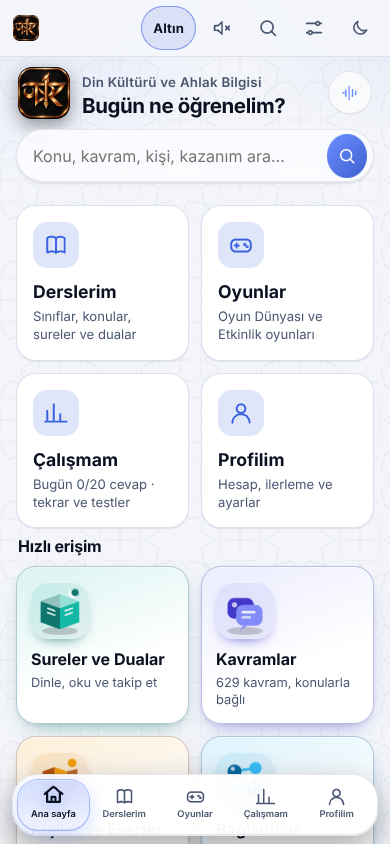 Altın
Din Kültürü ve Ahlak Bilgisi
Bugün ne öğrenelim?
Konu, kavram, kişi, kazanım ara...
Derslerim
Sınıflar, konular,
sureler ve dualar
Oyunlar
Oyun Dünyası ve
Etkinlik oyunları
Çalışmam
Bugün 0/20 cevap ·
tekrar ve testler
Profilim
Hesap, ilerleme ve
ayarlar
Hızlı erişim
Sureler ve Dualar
Dinle, oku ve takip et
Kavramlar
629 kavram, konularla
bağlı
Ana sayfa
Derslerim
Oyunlar
Çalışmam
Profilim